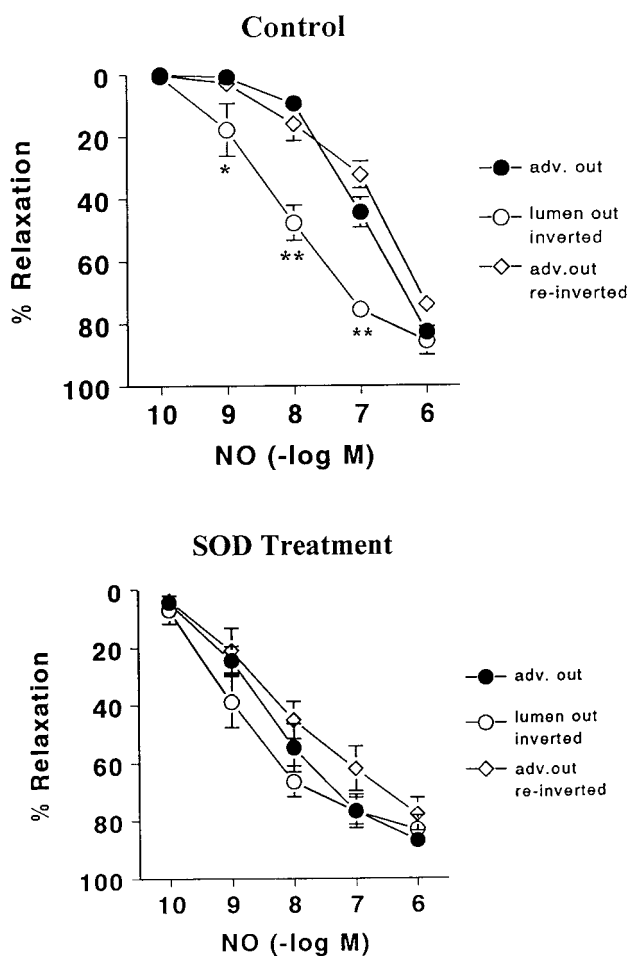 Control
0
20
40
60
80
100
% Relaxation
*
**
**
10 9 8 7 6
NO (-log M)
adv. out
lumen out
inverted
adv.out
re-inverted
SOD Treatment
0
20
40
60
80
100
% Relaxation
10 9 8 7 6
NO (-log M)
adv. out
lumen out
inverted
adv.out
re-inverted